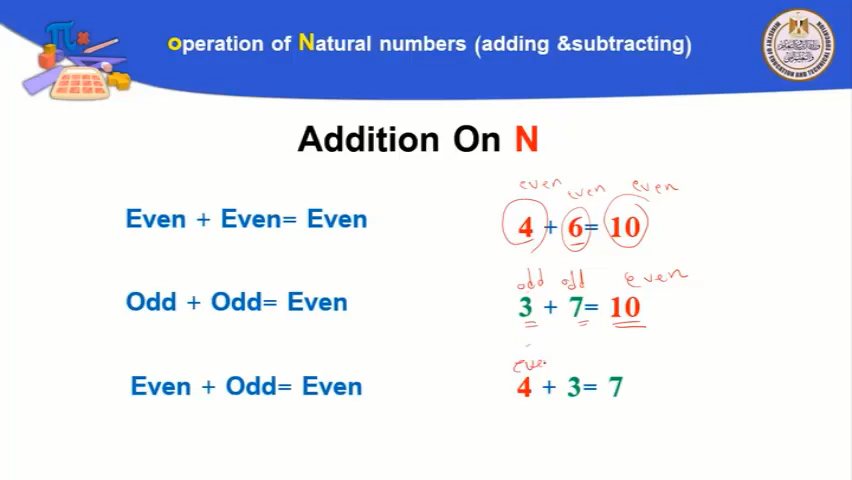 Operation of Natural numbers (adding &subtracting)
Addition On N
even even even
Even + Even= Even 4 + 6= 10
odd odd even
Odd + Odd= Even 3 + 7= 10
eve
Even + Odd= Even 4 + 3= 7